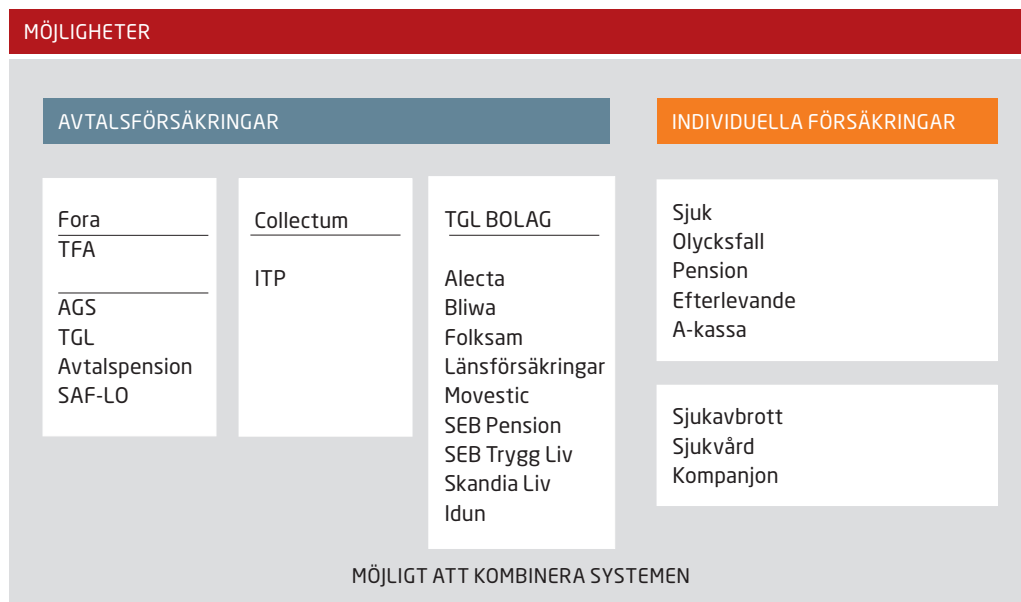 MÖJLIGHETER
AVTALSFÖRSÄKRINGAR
Fora
TFA
AGS
TGL
Avtalspension
SAF-LO
Collectum
ITP
TGL BOLAG
Alecta
Bliwa
Folksam
Länsförsäkringar
Movestic
SEB Pension
SEB Trygg Liv
Skandia Liv
Idun
INDIVIDUELLA FÖRSÄKRINGAR
Sjuk
Olycksfall
Pension
Efterlevande
A-kassa
Sjukavbrott
Sjukvård
Kompanjon
MÖJLIGT ATT KOMBINERA SYSTEMEN